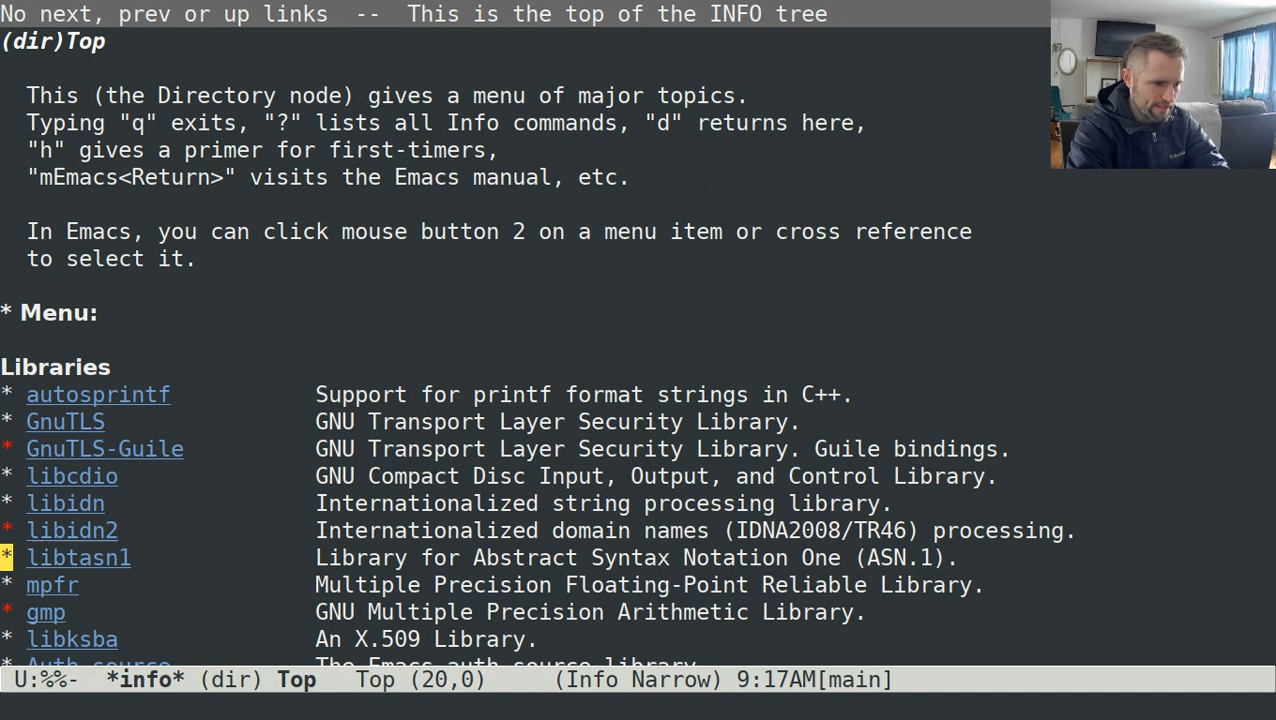 No next, prev or up links  --  This is the top of the INFO tree
(dir)Top
This (the Directory node) gives a menu of major topics.
Typing "q" exits, "?" lists all Info commands, "d" returns here,
"h" gives a primer for first-timers,
"mEmacs<Return>" visits the Emacs manual, etc.
In Emacs, you can click mouse button 2 on a menu item or cross reference
to select it.
* Menu:
Libraries
* autosprintf           Support for printf format strings in C++.
* GnuTLS                GNU Transport Layer Security Library.
* GnuTLS-Guile          GNU Transport Layer Security Library. Guile bindings.
* libcdio               GNU Compact Disc Input, Output, and Control Library.
* libidn                Internationalized string processing library.
* libidn2               Internationalized domain names (IDNA2008/TR46) processing.
* libtasn1              Library for Abstract Syntax Notation One (ASN.1).
* mpfr                  Multiple Precision Floating-Point Reliable Library.
* gmp                   GNU Multiple Precision Arithmetic Library.
* libksba               An X.509 Library.
* Auth-source           The Emacs auth-source library.
U:%%-  *info* (dir) Top   Top (20,0)     (Info Narrow) 9:17AM[main]